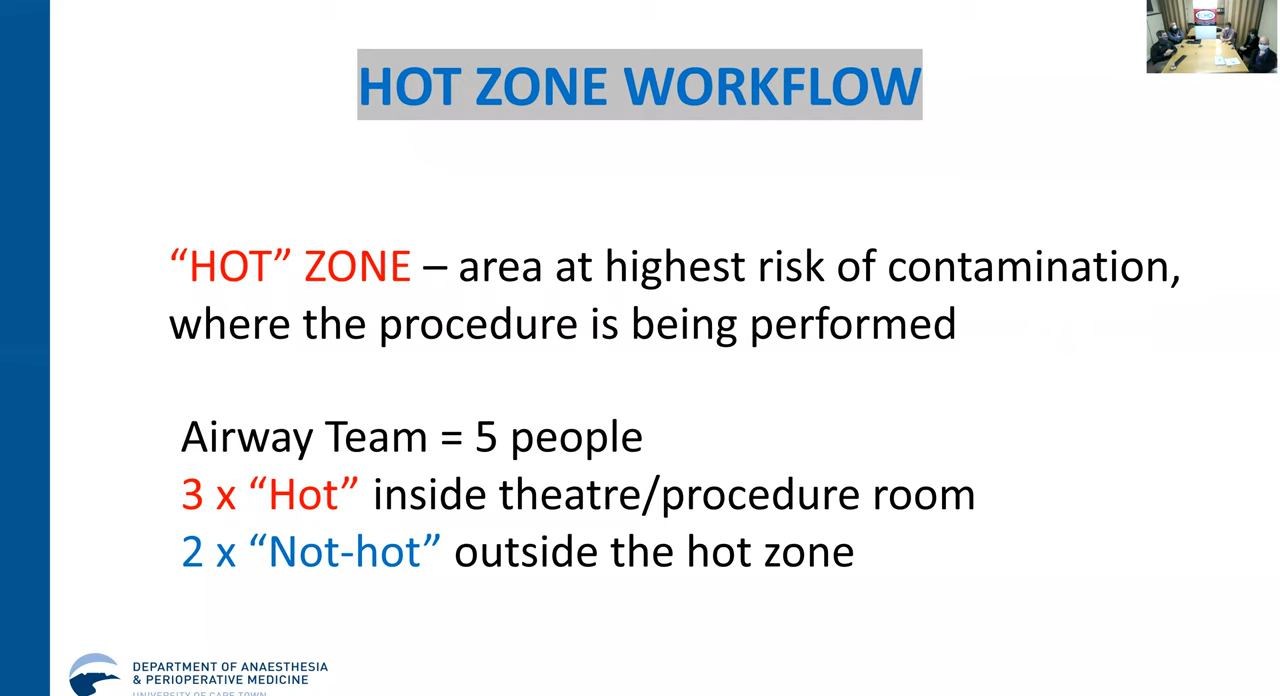 HOT ZONE WORKFLOW
“HOT” ZONE – area at highest risk of contamination,
where the procedure is being performed
Airway Team = 5 people
3 x “Hot” inside theatre/procedure room
2 x “Not-hot” outside the hot zone
DEPARTMENT OF ANAESTHESIA
& PERIOPERATIVE MEDICINE
UNIVERSITY OF CAPE TOWN